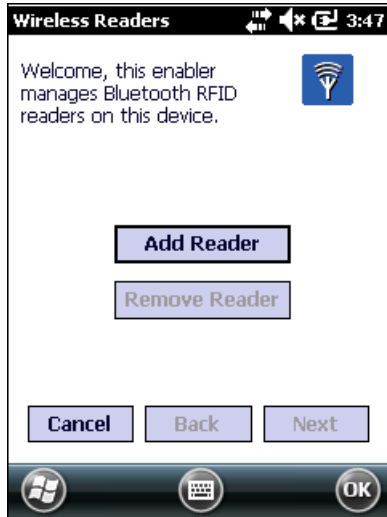 Wireless Readers 3:47
Welcome, this enabler
manages Bluetooth RFID
readers on this device.
Add Reader
Remove Reader
Cancel Back Next
OK